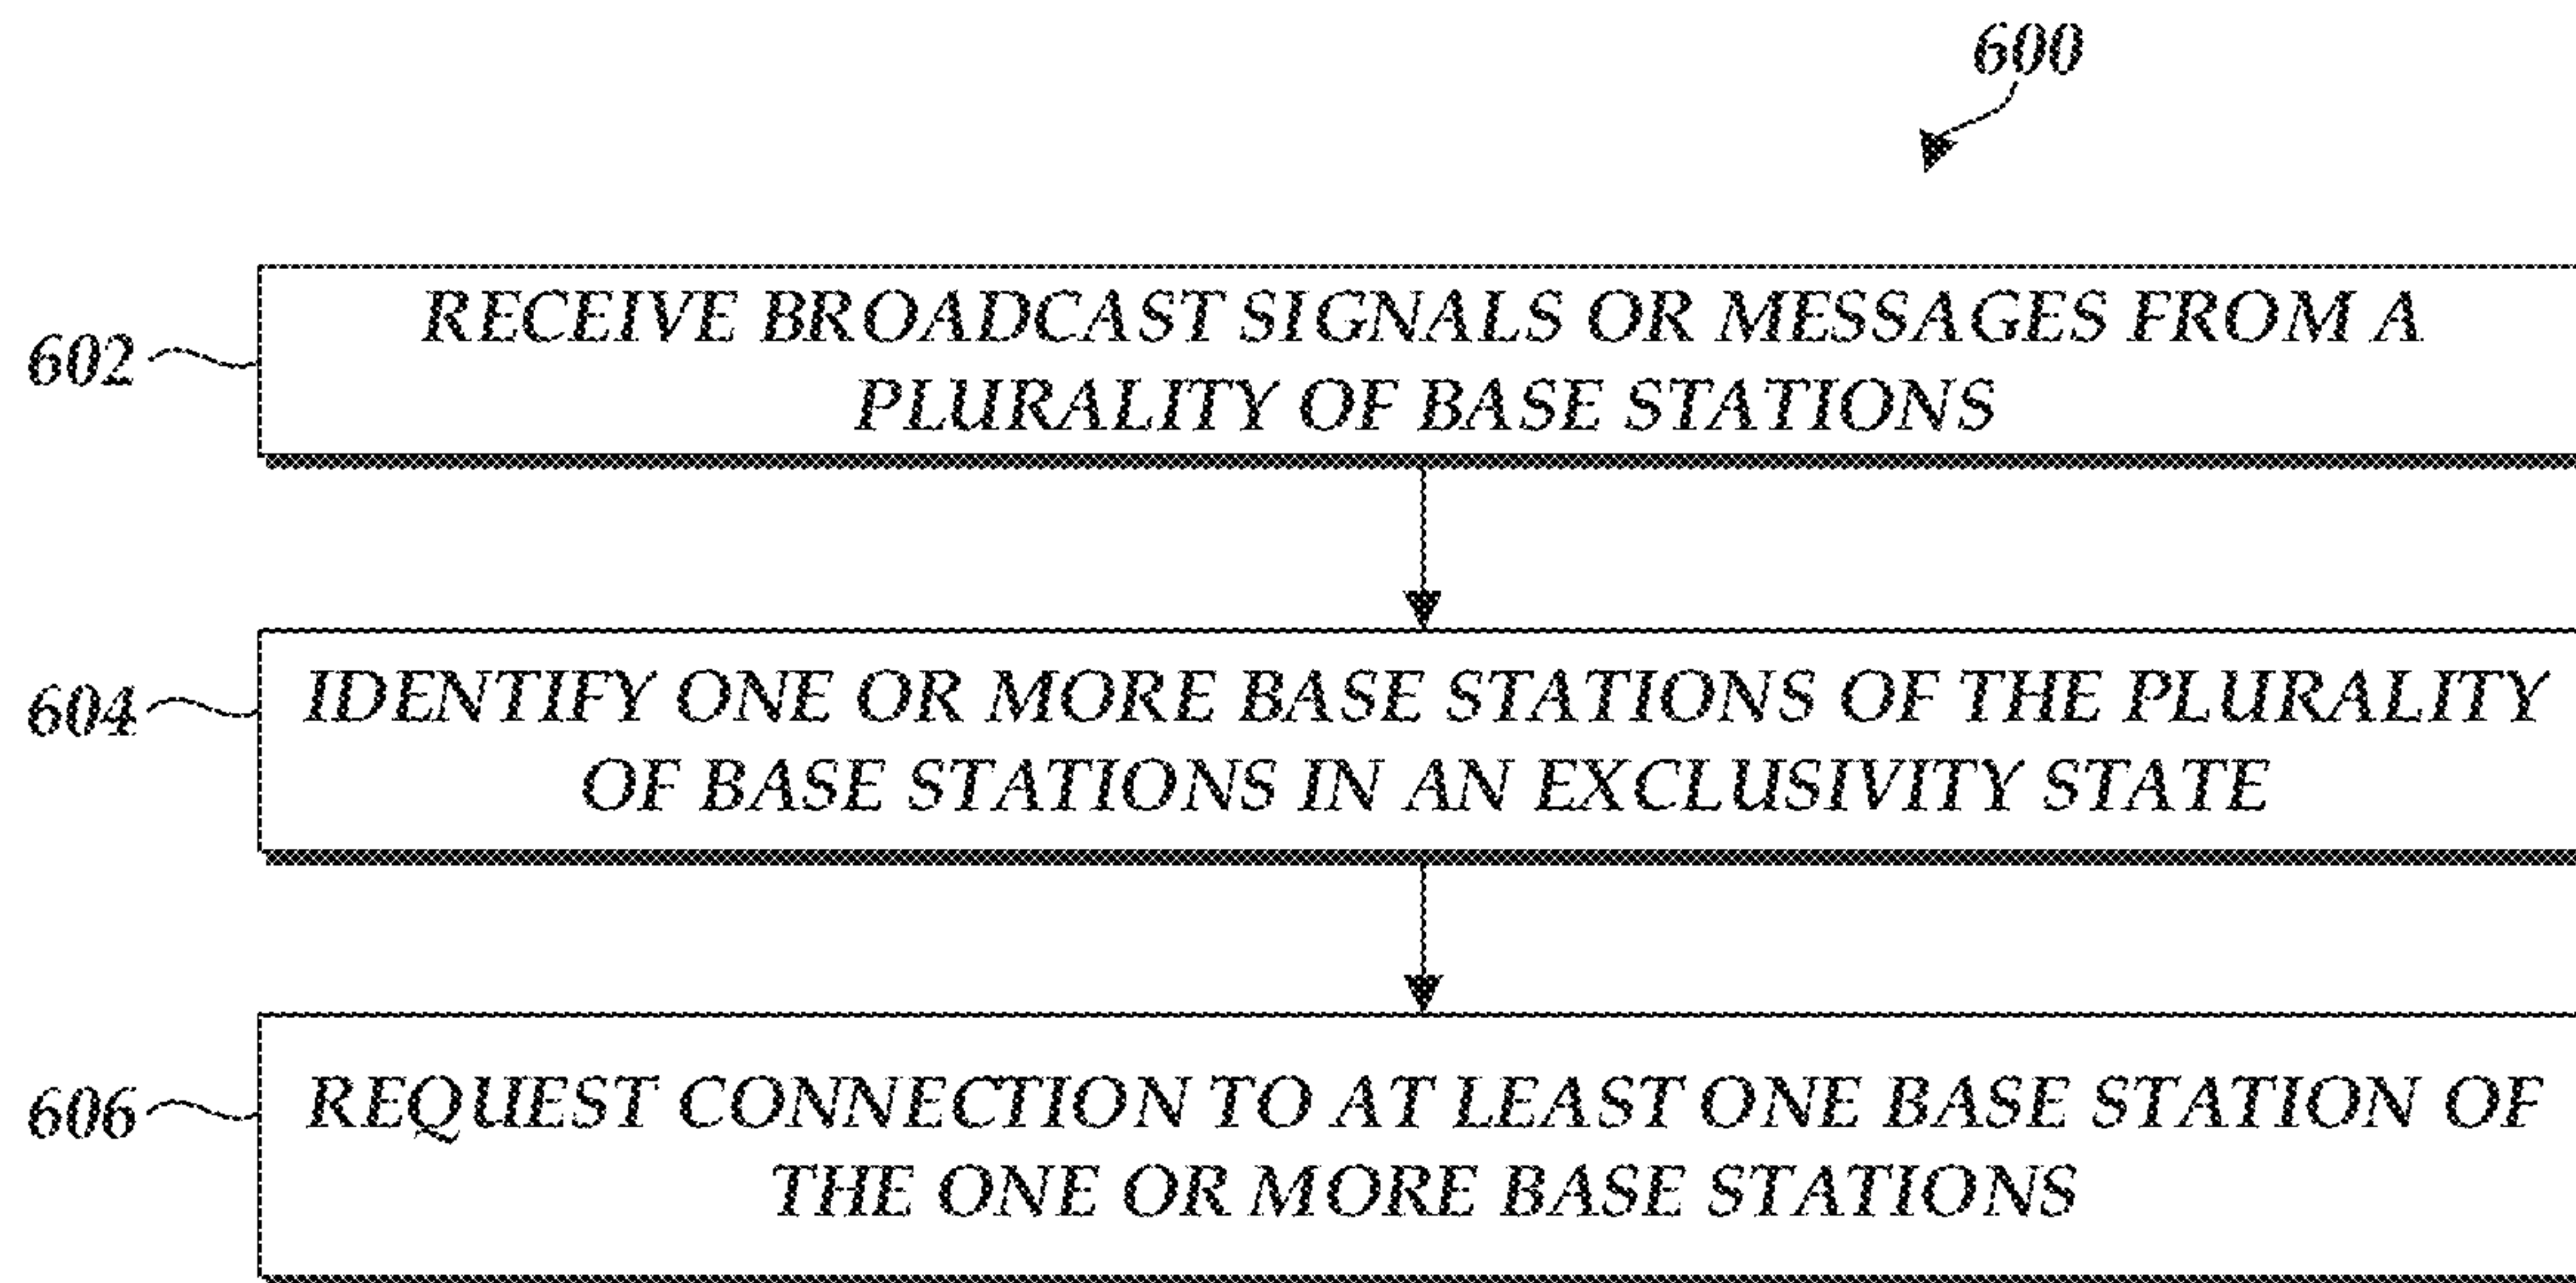 600
602
RECEIVE BROADCAST SIGNALS OR MESSAGES FROM A
PLURALITY OF BASE STATIONS
604
IDENTIFY ONE OR MORE BASE STATIONS OF THE PLURALITY
OF BASE STATIONS IN AN EXCLUSIVITY STATE
606
REQUEST CONNECTION TO AT LEAST ONE BASE STATION OF
THE ONE OR MORE BASE STATIONS